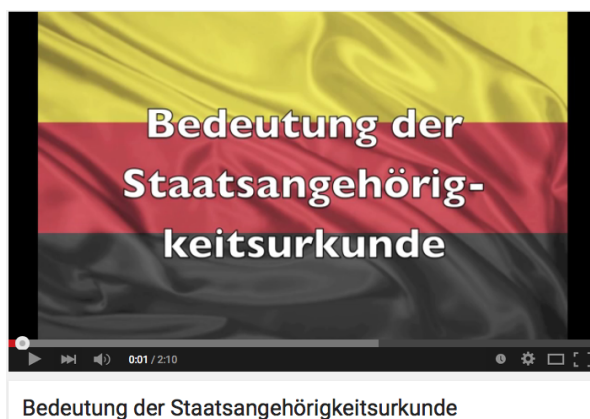 Bedeutung der
Staatsangehörig-
keitsurkunde
0:01 / 2:10
Bedeutung der Staatsangehörigkeitsurkunde